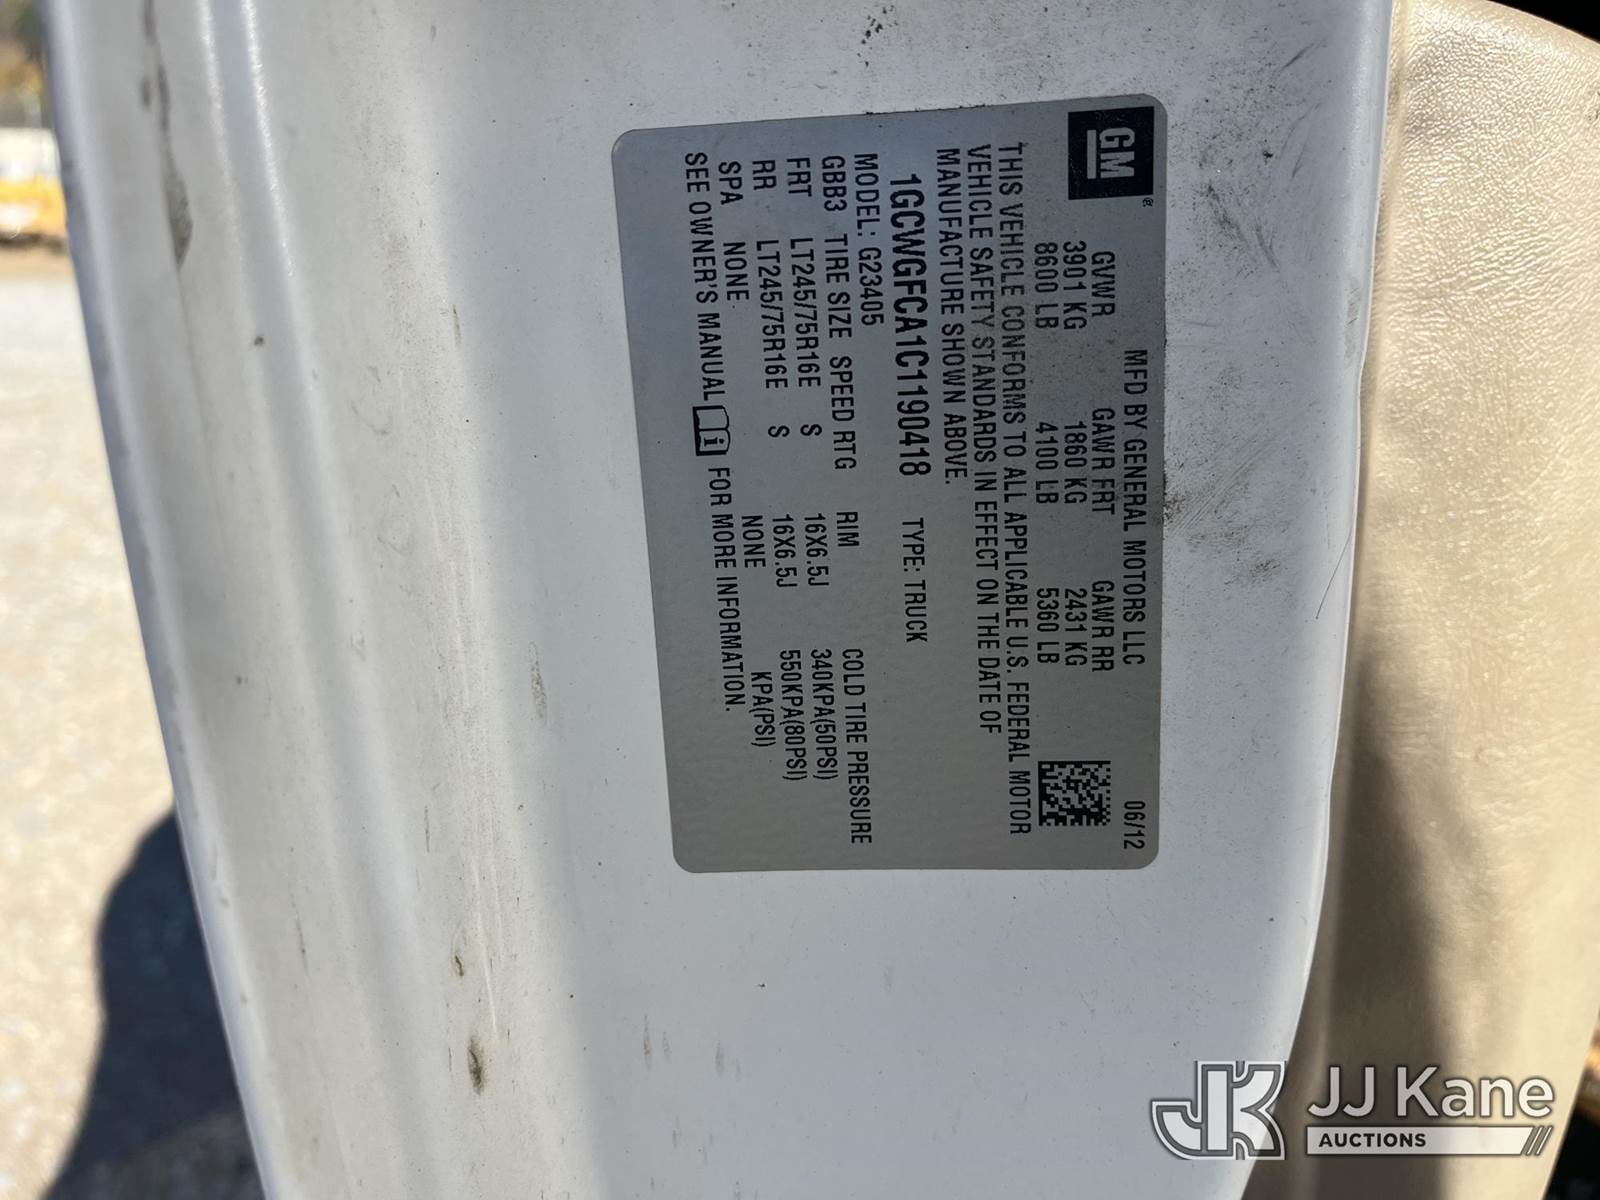 GM
MFD BY GENERAL MOTORS LLC 06/12
GVWR GAWR FRT GAWR RR
3901 KG 1860 KG 2431 KG
8600 LB 4100 LB 5360 LB
THIS VEHICLE CONFORMS TO ALL APPLICABLE U.S. FEDERAL MOTOR
VEHICLE SAFETY STANDARDS IN EFFECT ON THE DATE OF
MANUFACTURE SHOWN ABOVE.
1GCWGFCA1C1190418 TYPE: TRUCK
MODEL: G23405
GBB3 TIRE SIZE SPEED RTG RIM COLD TIRE PRESSURE
FRT LT245/75R16E S 16X6.5J 340KPA(50PSI)
RR LT245/75R16E S 16X6.5J 550KPA(80PSI)
SPA NONE NONE KPA(PSI)
SEE OWNER'S MANUAL i FOR MORE INFORMATION.
JK JJ Kane
AUCTIONS